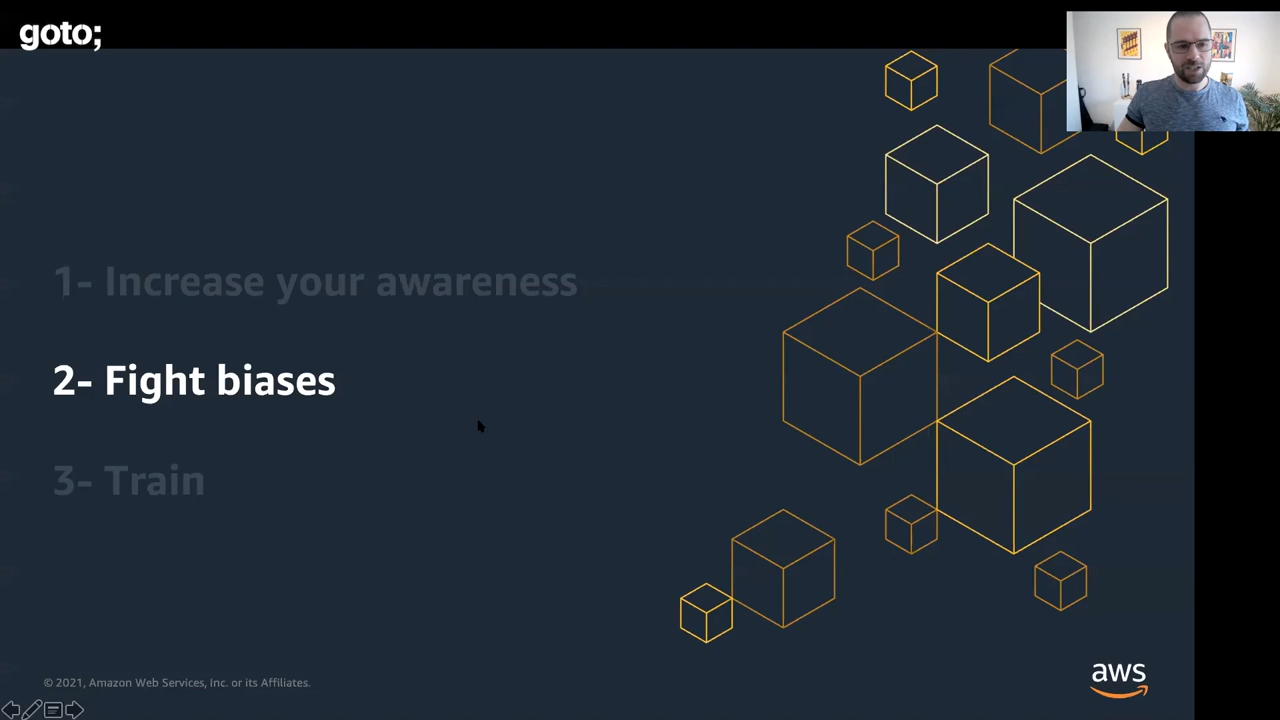 goto;
1- Increase your awareness
2- Fight biases
3- Train
© 2021, Amazon Web Services, Inc. or its Affiliates.
aws